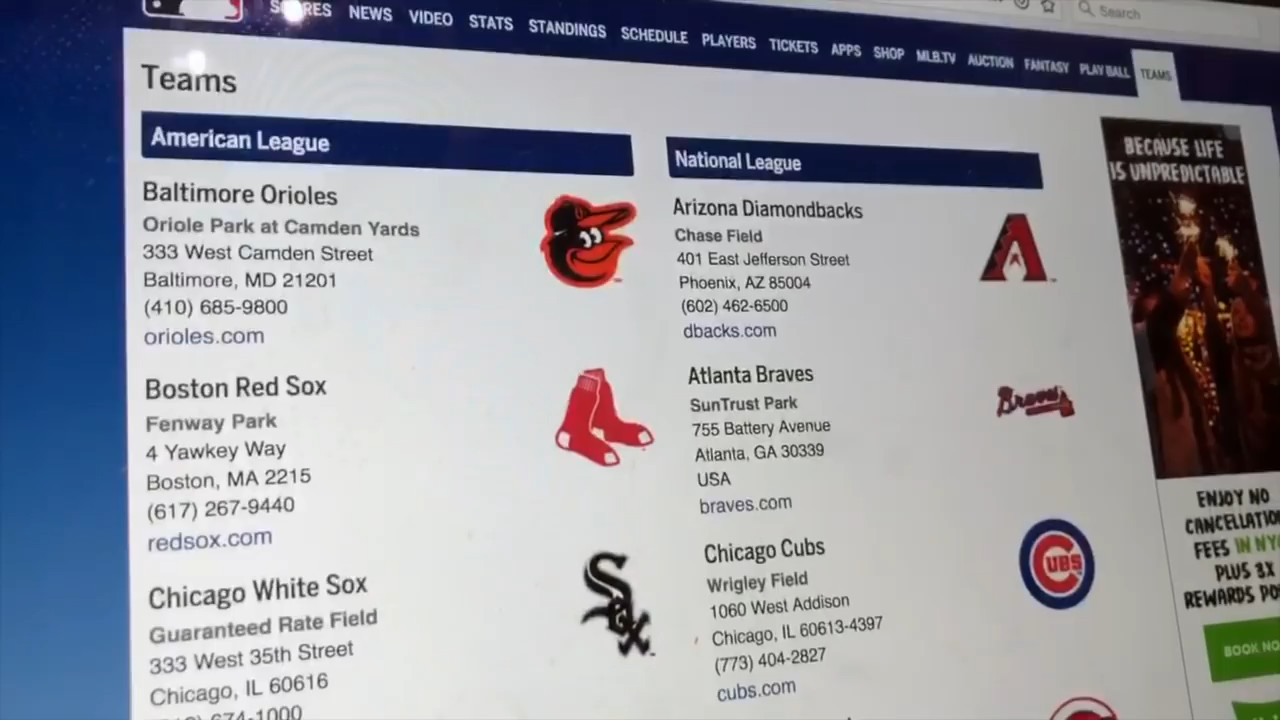 SCORES NEWS VIDEO STATS STANDINGS SCHEDULE PLAYERS TICKETS APPS SHOP MLB.TV AUCTION FANTASY PLAY BALL TEAMS
Search
Teams
American League
Baltimore Orioles
Oriole Park at Camden Yards
333 West Camden Street
Baltimore, MD 21201
(410) 685-9800
orioles.com
Boston Red Sox
Fenway Park
4 Yawkey Way
Boston, MA 2215
(617) 267-9440
redsox.com
Chicago White Sox
Guaranteed Rate Field
333 West 35th Street
Chicago, IL 60616
674-1000
Sox
National League
Arizona Diamondbacks
Chase Field
401 East Jefferson Street
Phoenix, AZ 85004
(602) 462-6500
dbacks.com
A
Atlanta Braves
SunTrust Park
755 Battery Avenue
Atlanta, GA 30339
USA
braves.com
Braves
Chicago Cubs
Wrigley Field
1060 West Addison
Chicago, IL 60613-4397
(773) 404-2827
cubs.com
CUBS
BECAUSE LIFE
IS UNPREDICTABLE
ENJOY NO
CANCELLATIO
FEES IN NY
PLUS 3X
REWARDS PO
BOOK NO